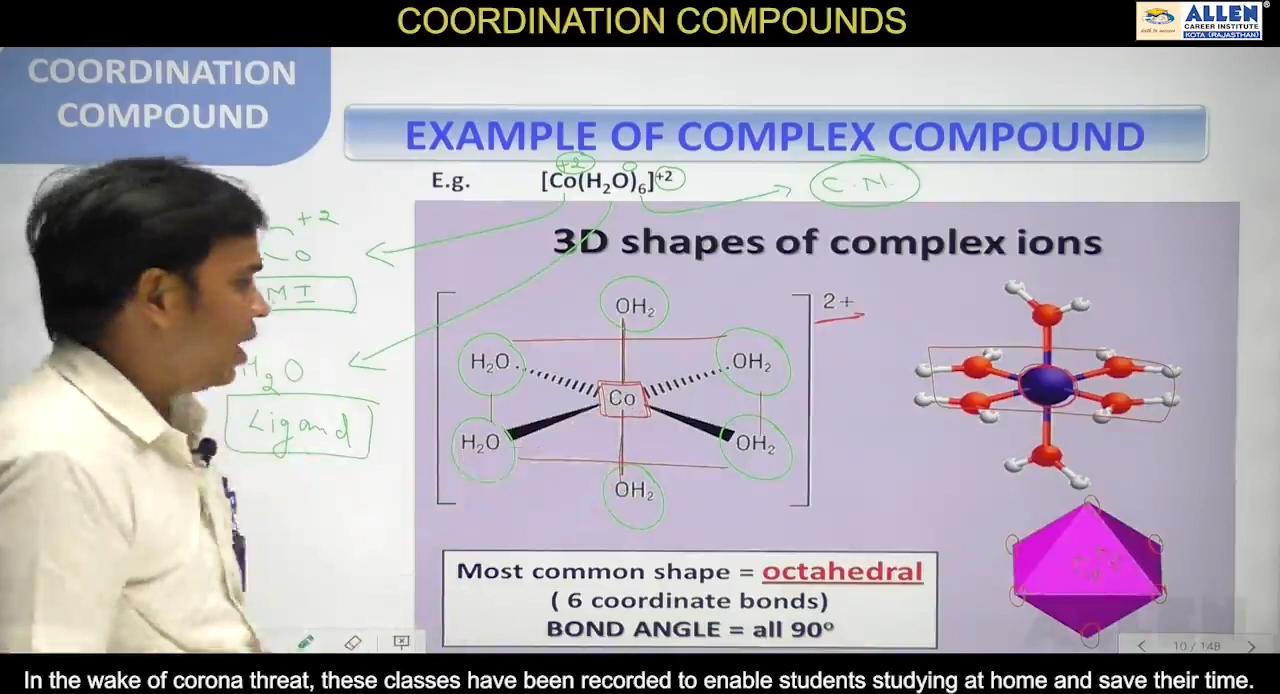 COORDINATION COMPOUNDS
ALLEN
CAREER INSTITUTE
KOTA (RAJASTHAN)
COORDINATION
COMPOUND
EXAMPLE OF COMPLEX COMPOUND
+2 0
E.g. [Co(H₂O)₆]⁺²
C.N.
+2
Co
MI
H₂O
Ligand
3D shapes of complex ions
2+
OH₂
H₂O OH₂
Co
H₂O OH₂
OH₂
Most common shape = octahedral
( 6 coordinate bonds)
BOND ANGLE = all 90º
10 / 148
In the wake of corona threat, these classes have been recorded to enable students studying at home and save their time.